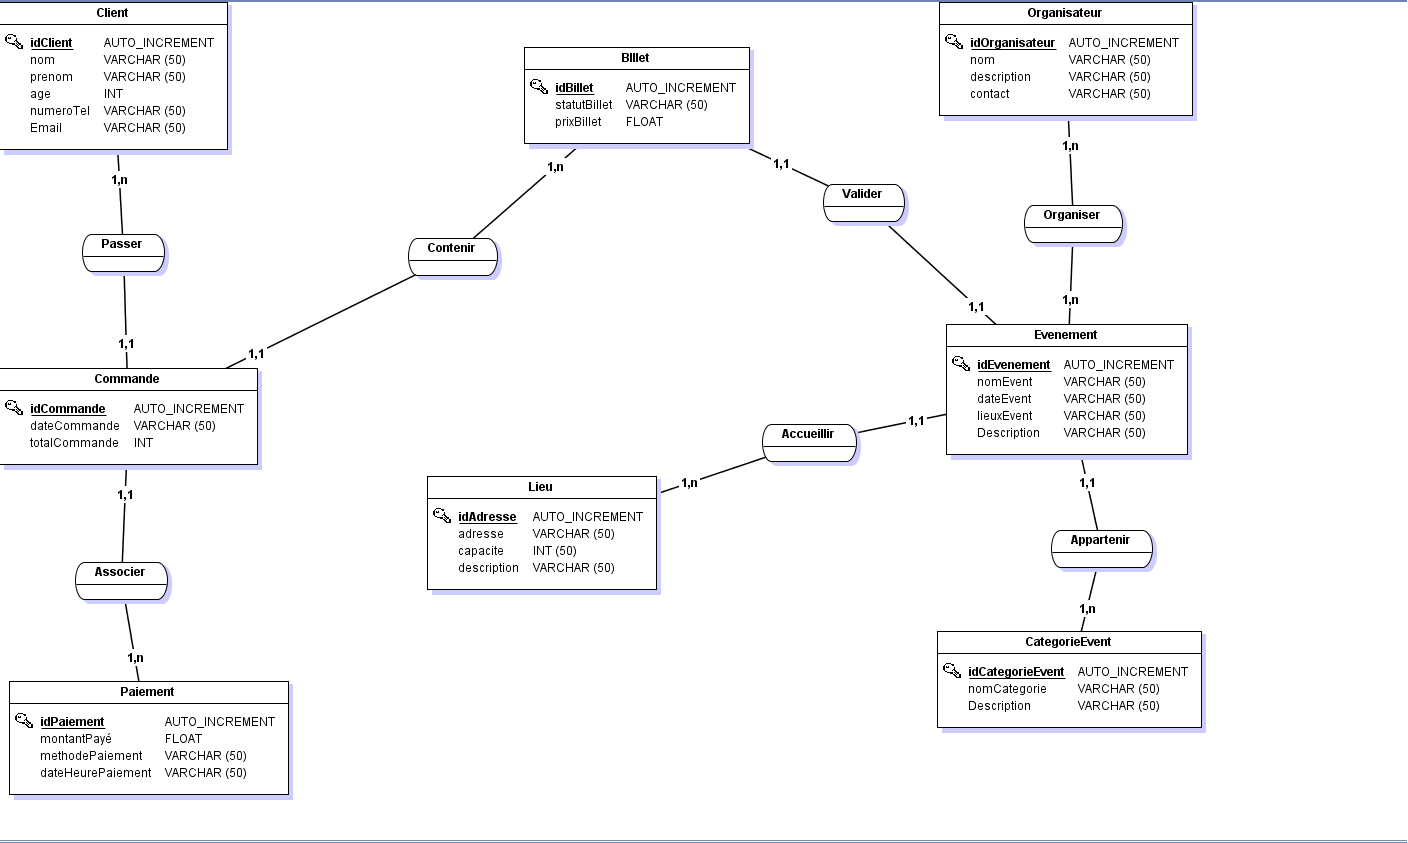 Client
idClient AUTO_INCREMENT
nom VARCHAR (50)
prenom VARCHAR (50)
age INT
numeroTel VARCHAR (50)
Email VARCHAR (50)
BIllet
idBillet AUTO_INCREMENT
statutBillet VARCHAR (50)
prixBillet FLOAT
Organisateur
idOrganisateur AUTO_INCREMENT
nom VARCHAR (50)
description VARCHAR (50)
contact VARCHAR (50)
1,n
1,n
1,1
1,n
Passer
Contenir
Valider
Organiser
1,1
1,1
1,1
1,n
Commande
idCommande AUTO_INCREMENT
dateCommande VARCHAR (50)
totalCommande INT
Evenement
idEvenement AUTO_INCREMENT
nomEvent VARCHAR (50)
dateEvent VARCHAR (50)
lieuxEvent VARCHAR (50)
Description VARCHAR (50)
1,1
Accueillir
1,n
1,1
1,1
Lieu
idAdresse AUTO_INCREMENT
adresse VARCHAR (50)
capacite INT (50)
description VARCHAR (50)
Associer
Appartenir
1,n
1,n
Paiement
idPaiement AUTO_INCREMENT
montantPayé FLOAT
methodePaiement VARCHAR (50)
dateHeurePaiement VARCHAR (50)
CategorieEvent
idCategorieEvent AUTO_INCREMENT
nomCategorie VARCHAR (50)
Description VARCHAR (50)